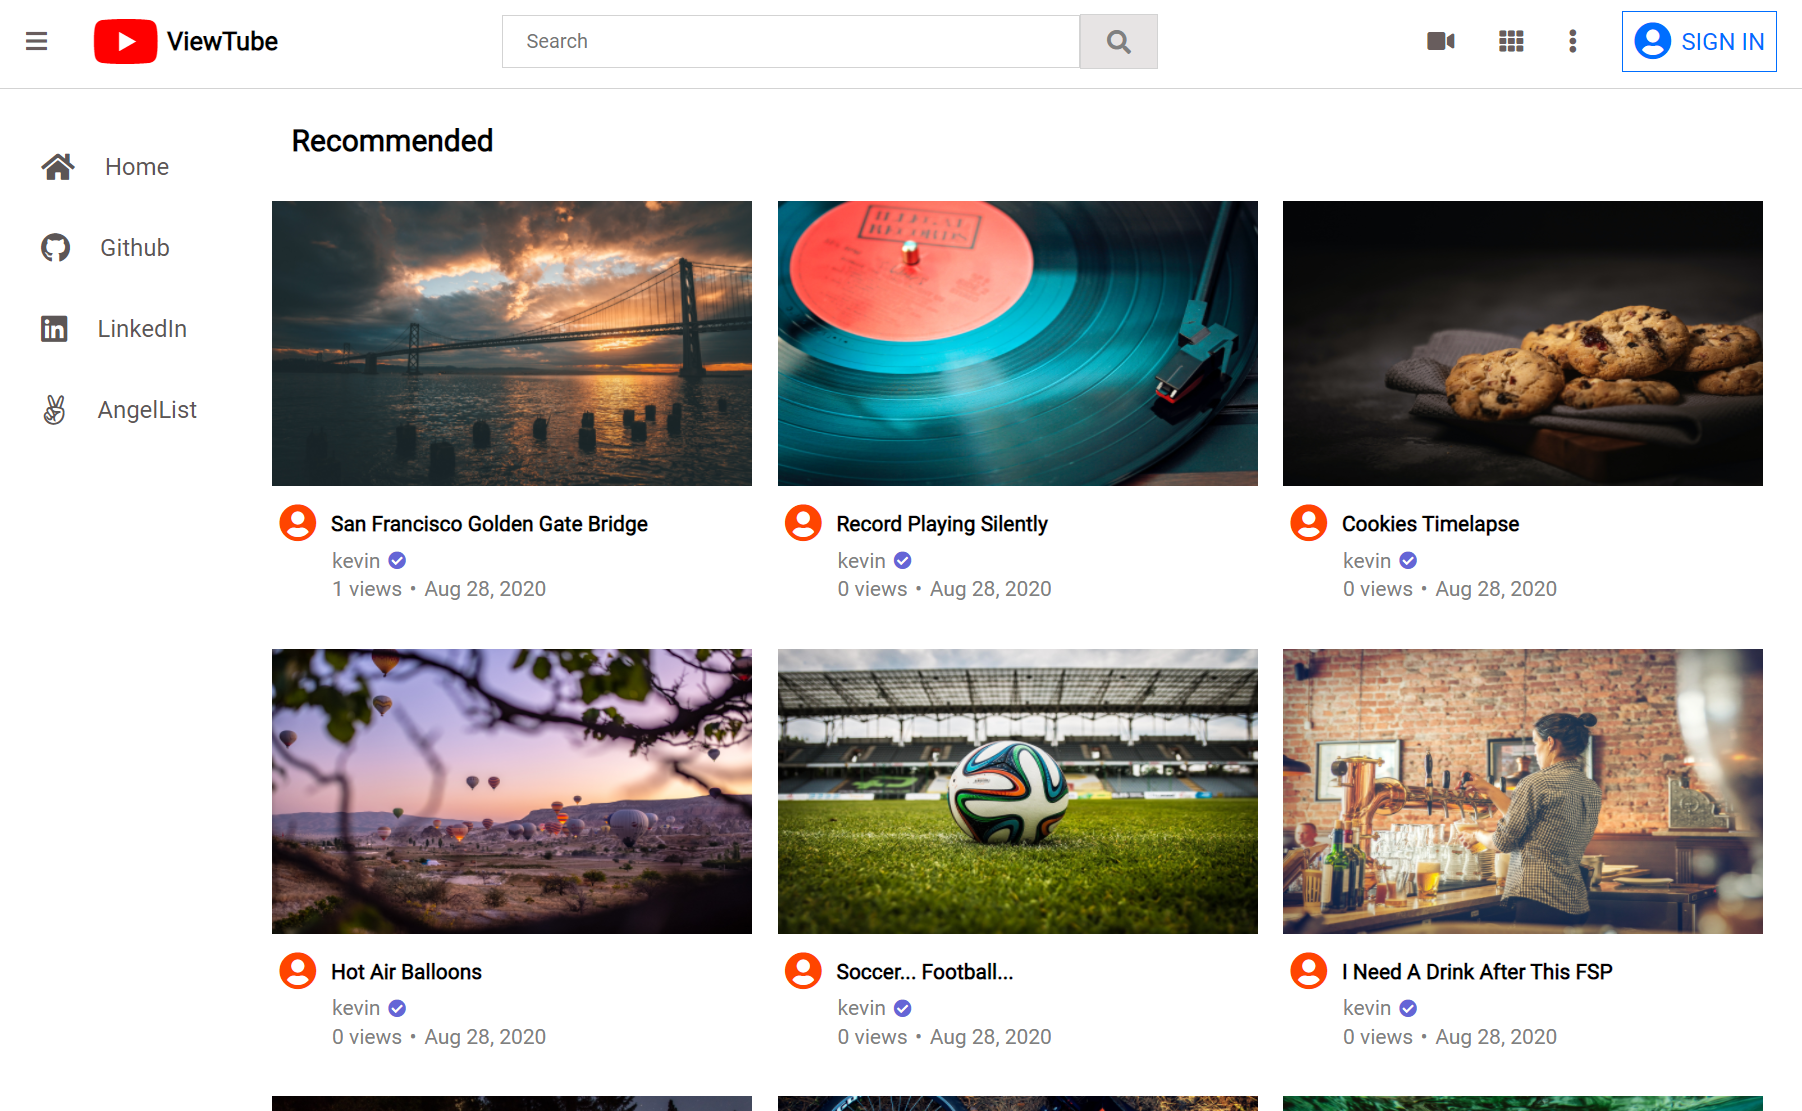 ViewTube
Search
SIGN IN
Home
Github
LinkedIn
AngelList
Recommended
ILLEGAL
RECORDS
San Francisco Golden Gate Bridge
kevin
1 views • Aug 28, 2020
Record Playing Silently
kevin
0 views • Aug 28, 2020
Cookies Timelapse
kevin
0 views • Aug 28, 2020
Hot Air Balloons
kevin
0 views • Aug 28, 2020
Soccer... Football...
kevin
0 views • Aug 28, 2020
I Need A Drink After This FSP
kevin
0 views • Aug 28, 2020